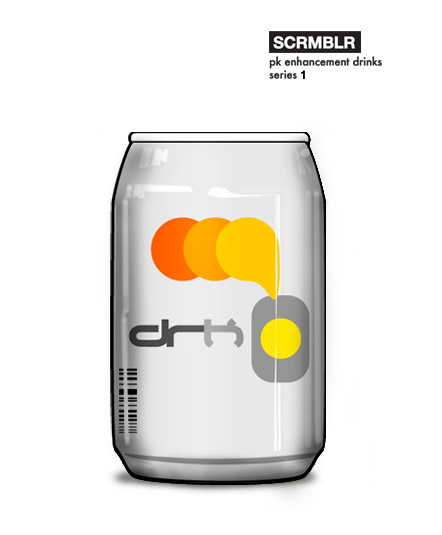 SCRMBLR
pk enhancement drinks
series 1
drk